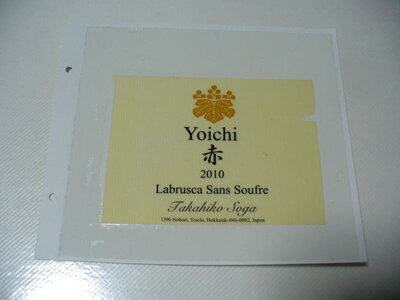 Yoichi
赤
2010
Labrusca Sans Soufre
Takahiko Soga
1396 Nobori, Yoichi, Hokkaido 046-0002, Japan